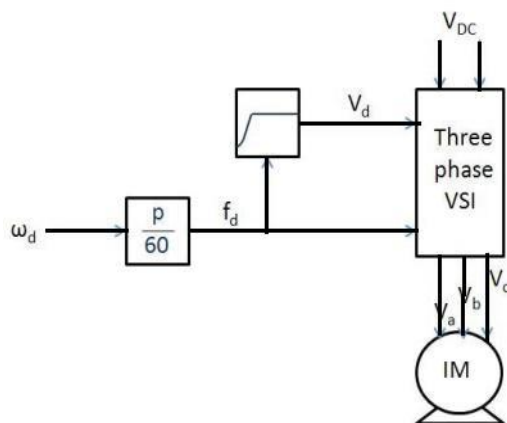 V_DC
V_d
Three
phase
VSI
ω_d
p
60
f_d
V_a
V_b
V_c
IM